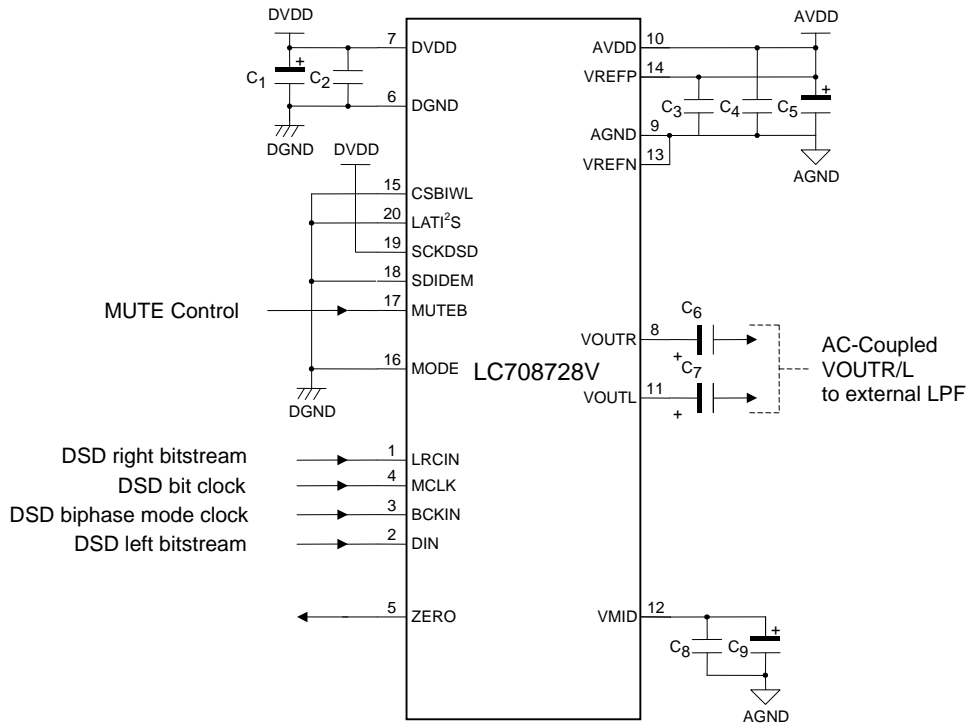 DVDD
AVDD
7
DVDD
10
AVDD
14
VREFP
+
C1
C2
6
DGND
DGND
+
C3
C4
C5
9
AGND
13
VREFN
AGND
DVDD
15
CSBIWL
20
LATI²S
19
SCKDSD
18
SDIDEM
MUTE Control
17
MUTEB
16
MODE
DGND
LC708728V
C6
VOUTR
8
+
C7
VOUTL
11
+
AC-Coupled
VOUTR/L
to external LPF
DSD right bitstream
1
LRCIN
DSD bit clock
4
MCLK
DSD biphase mode clock
3
BCKIN
DSD left bitstream
2
DIN
5
ZERO
VMID
12
+
C8
C9
AGND